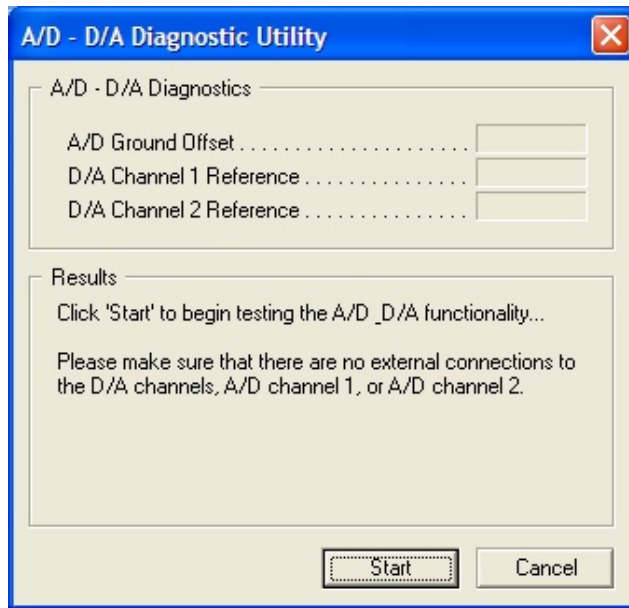 A/D - D/A Diagnostic Utility
A/D - D/A Diagnostics
A/D Ground Offset . . . . . . . . . . . . . . . . . . . . . .
D/A Channel 1 Reference . . . . . . . . . . . . . . .
D/A Channel 2 Reference . . . . . . . . . . . . . . .
Results
Click 'Start' to begin testing the A/D _D/A functionality...
Please make sure that there are no external connections to
the D/A channels, A/D channel 1, or A/D channel 2.
Start
Cancel